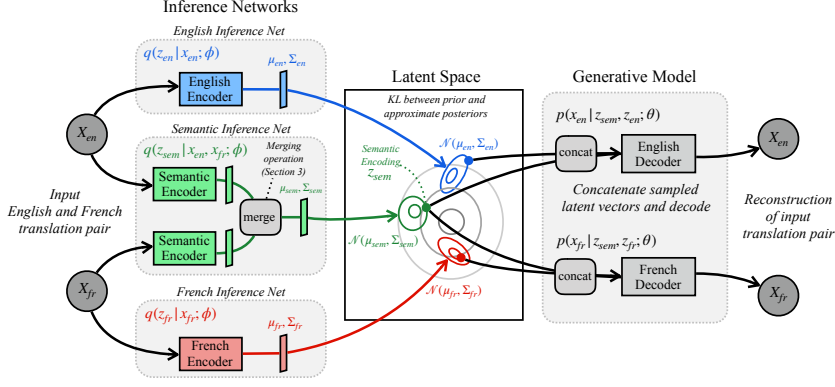 Inference Networks
English Inference Net
q(z_en | x_en; ϕ)
μ_en, Σ_en
English
Encoder
X_en
Semantic Inference Net
q(z_sem | x_en, x_fr; ϕ)
Merging
operation
(Section 3)
Semantic
Encoder
μ_sem, Σ_sem
merge
Input
English and French
translation pair
Semantic
Encoder
X_fr
French Inference Net
q(z_fr | x_fr; ϕ)
μ_fr, Σ_fr
French
Encoder
Latent Space
KL between prior and
approximate posteriors
N(μ_en, Σ_en)
Semantic
Encoding
z_sem
N(μ_sem, Σ_sem)
N(μ_fr, Σ_fr)
Generative Model
p(x_en | z_sem, z_en; θ)
concat
English
Decoder
Concatenate sampled
latent vectors and decode
p(x_fr | z_sem, z_fr; θ)
concat
French
Decoder
X_en
Reconstruction
of input
translation pair
X_fr